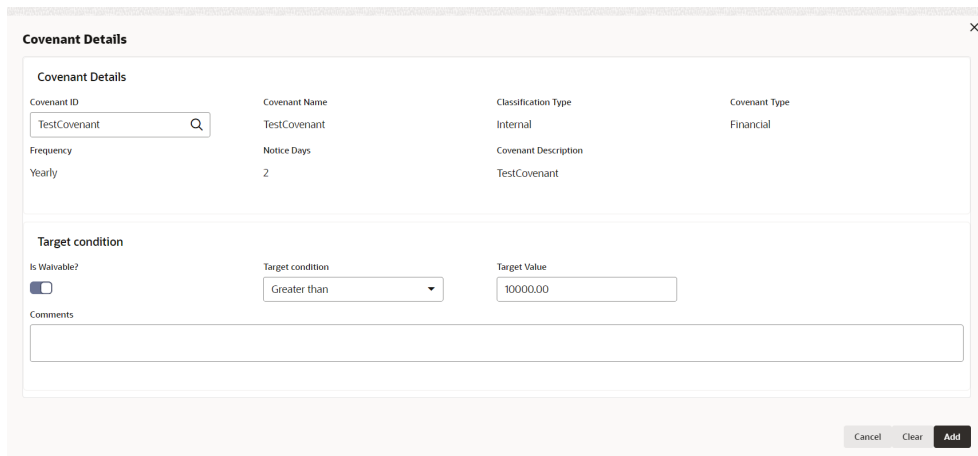 Covenant Details
Covenant Details
Covenant ID Covenant Name Classification Type Covenant Type
TestCovenant TestCovenant Internal Financial
Frequency Notice Days Covenant Description
Yearly 2 TestCovenant
Target condition
Is Waivable? Target condition Target Value
Greater than 10000.00
Comments
Cancel Clear Add